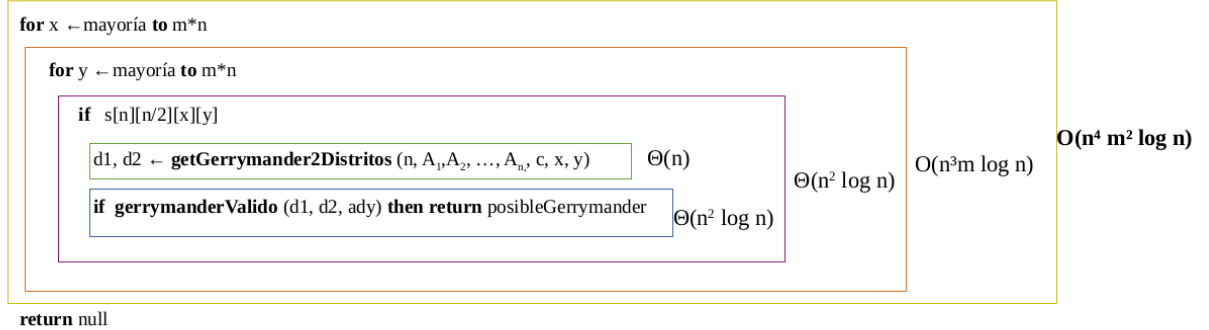 for x ←mayoría to m*n
for y ←mayoría to m*n
if s[n][n/2][x][y]
d1, d2 ← getGerrymander2Distritos (n, A₁,A₂, …, Aₙ, c, x, y) Θ(n)
if gerrymanderValido (d1, d2, ady) then return posibleGerrymander
Θ(n² log n)
Θ(n² log n)
O(n³m log n)
O(n⁴ m² log n)
return null